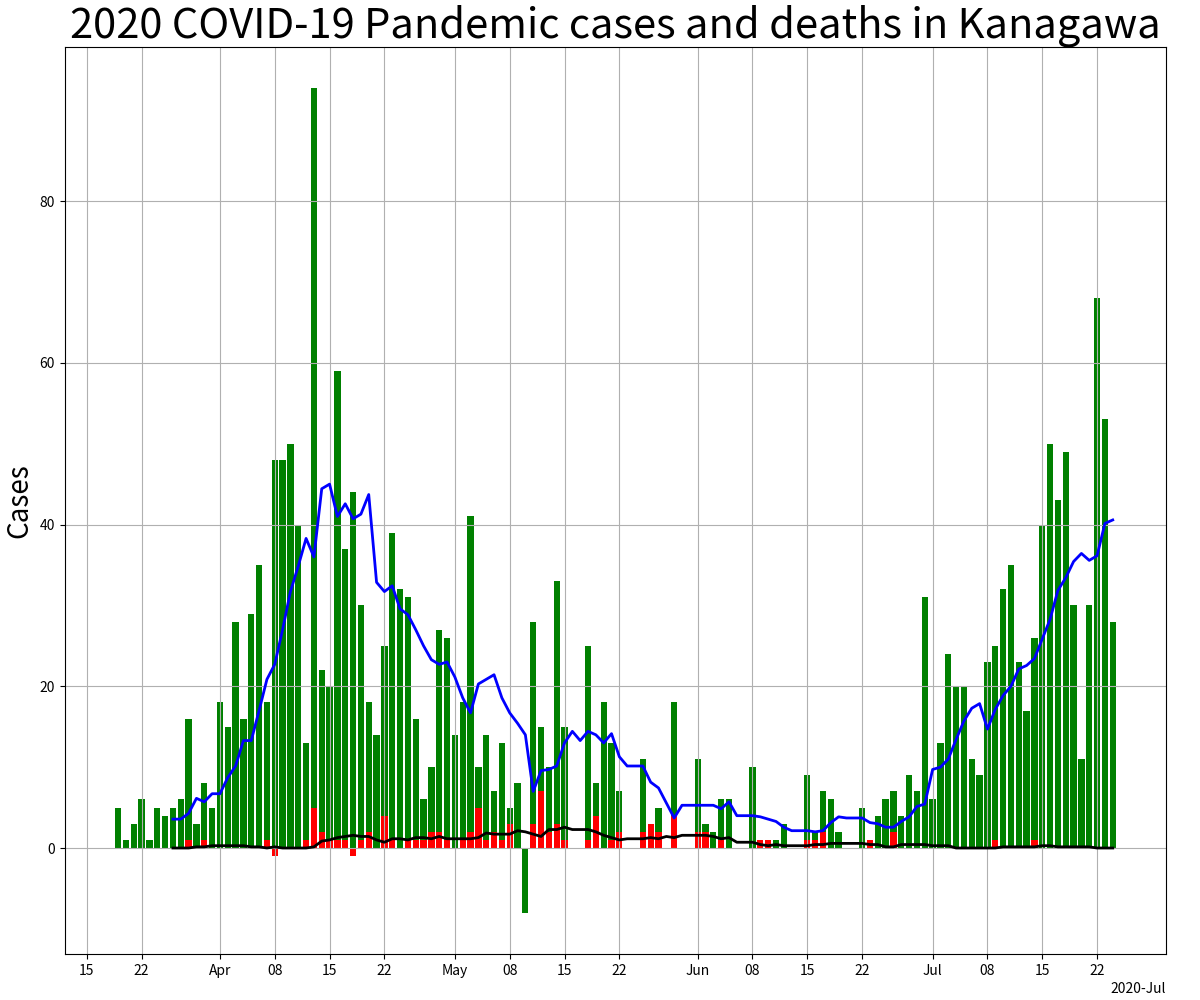 2020 COVID-19 Pandemic cases and deaths in Kanagawa
Cases
80
60
40
20
0
15 22 Apr 08 15 22 May 08 15 22 Jun 08 15 22 Jul 08 15 22
2020-Jul